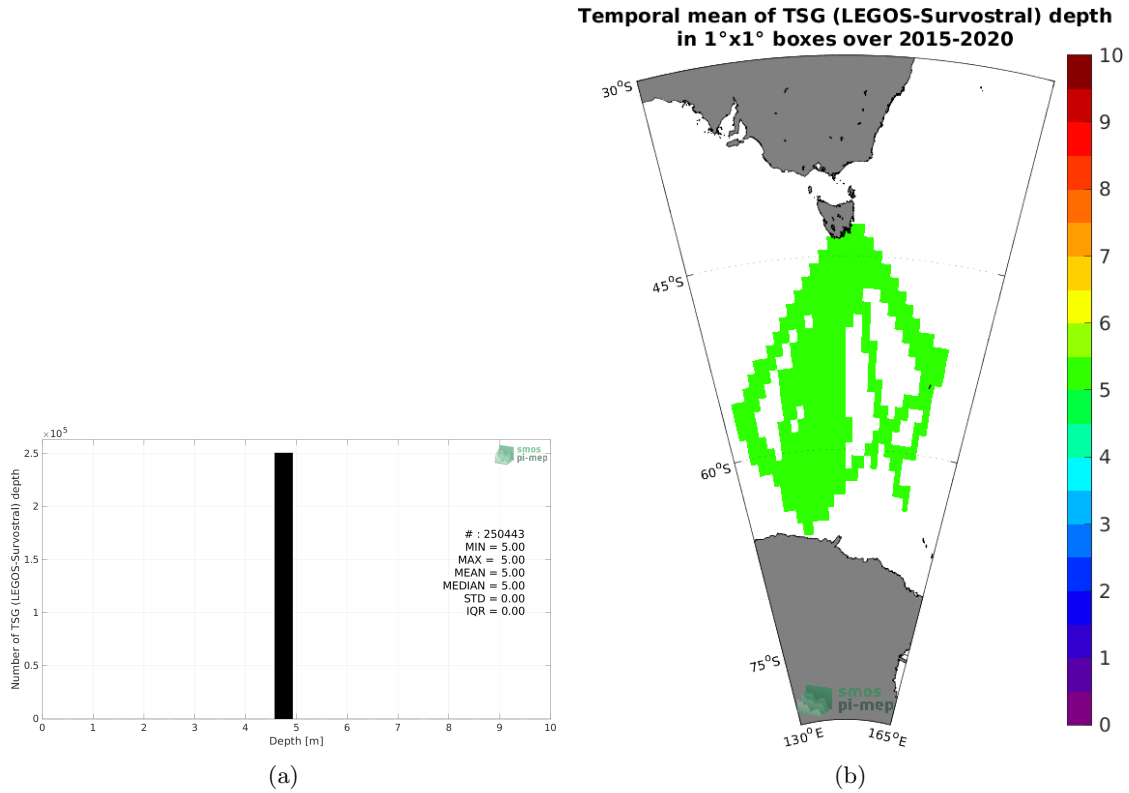 Temporal mean of TSG (LEGOS-Survostral) depth
in 1°x1° boxes over 2015-2020
×10⁵
2.5
2
1.5
1
0.5
0
Number of TSG (LEGOS-Survostral) depth
smos
pi-mep
# : 250443
MIN = 5.00
MAX = 5.00
MEAN = 5.00
MEDIAN = 5.00
STD = 0.00
IQR = 0.00
0 1 2 3 4 5 6 7 8 9 10
Depth [m]
(a)
30°S
45°S
60°S
75°S
130°E
165°E
smos
pi-mep
10
9
8
7
6
5
4
3
2
1
0
(b)